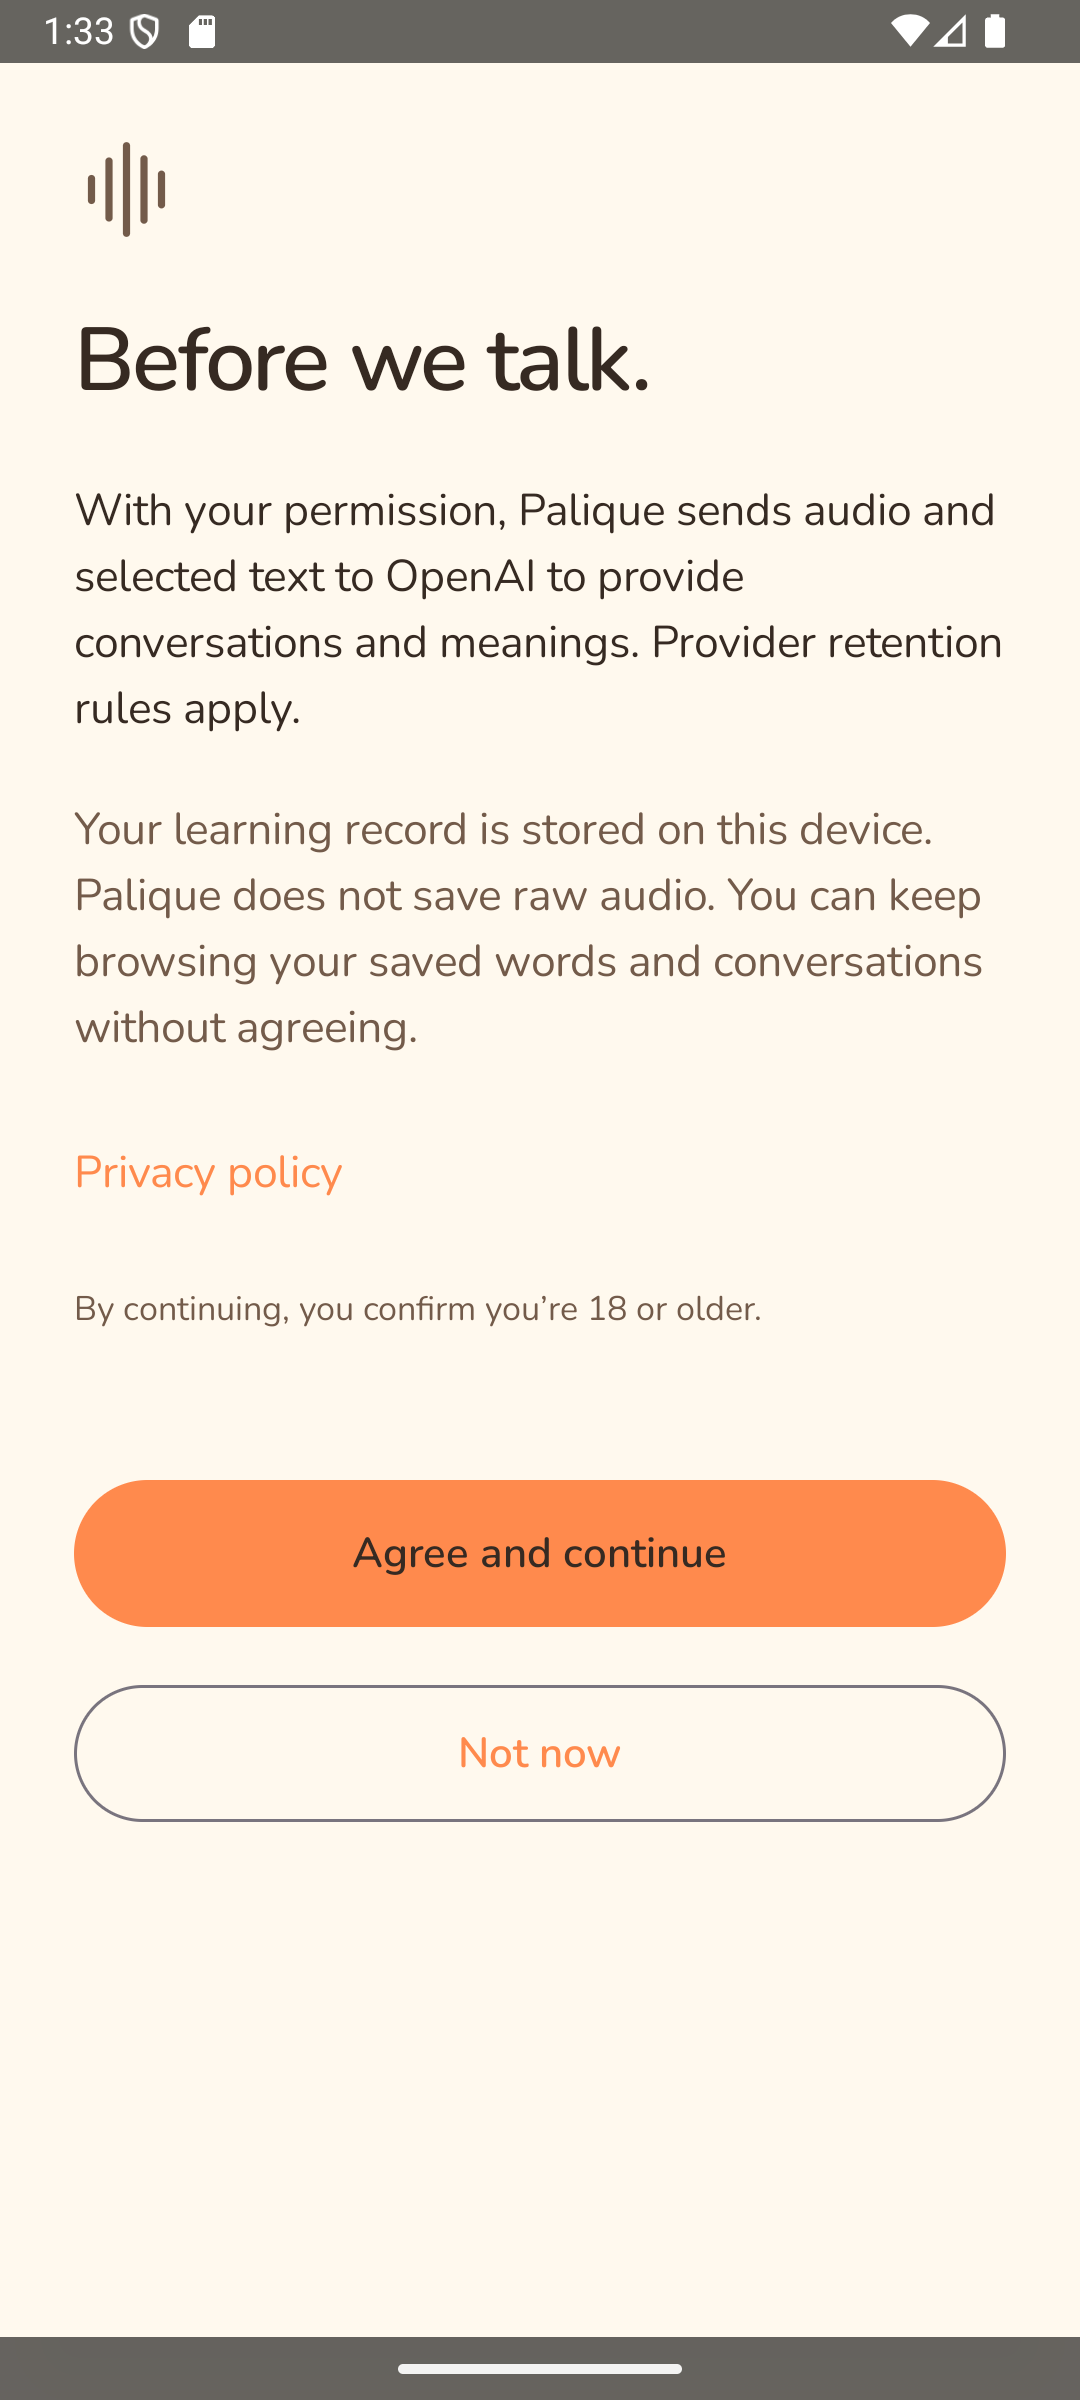 1:33
Before we talk.
With your permission, Palique sends audio and
selected text to OpenAI to provide
conversations and meanings. Provider retention
rules apply.
Your learning record is stored on this device.
Palique does not save raw audio. You can keep
browsing your saved words and conversations
without agreeing.
Privacy policy
By continuing, you confirm you’re 18 or older.
Agree and continue
Not now